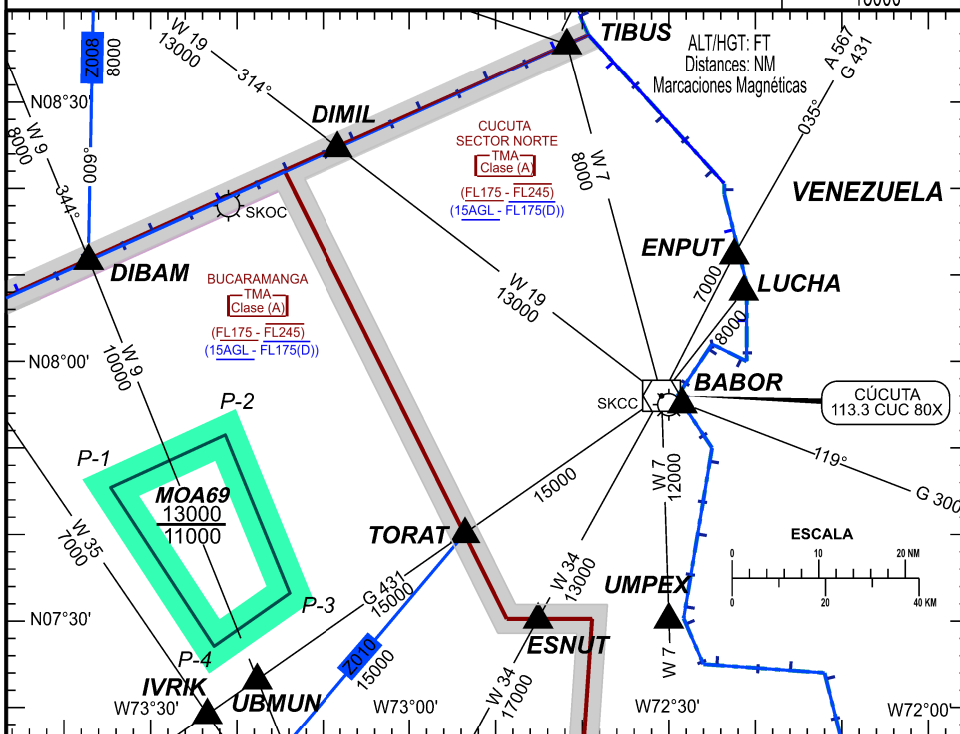 10000
TIBUS
W 19
13000
Z008
8000
ALT/HGT: FT
Distances: NM
Marcaciones Magnéticas
A 567
G 431
314°
N08°30'
035°
DIMIL
CUCUTA
SECTOR NORTE
TMA
Clase (A)
(FL175 - FL245)
(15AGL - FL175(D))
W 7
8000
W 9
8000
009°
344°
VENEZUELA
SKOC
ENPUT
DIBAM
LUCHA
7000
BUCARAMANGA
TMA
Clase (A)
(FL175 - FL245)
(15AGL - FL175(D))
W 19
13000
8000
N08°00'
W 9
10000
BABOR
SKCC
CÚCUTA
113.3 CUC 80X
P-2
P-1
119°
W 7
12000
15000
G 300
MOA69
13000
11000
W 35
7000
TORAT
ESCALA
0
10
20 NM
0
20
40 KM
W 34
13000
UMPEX
G 431
15000
P-3
N07°30'
ESNUT
Z010
15000
W 7
P-4
IVRIK
UBMUN
W 34
17000
W73°30'
W73°00'
W72°30'
W72°00'